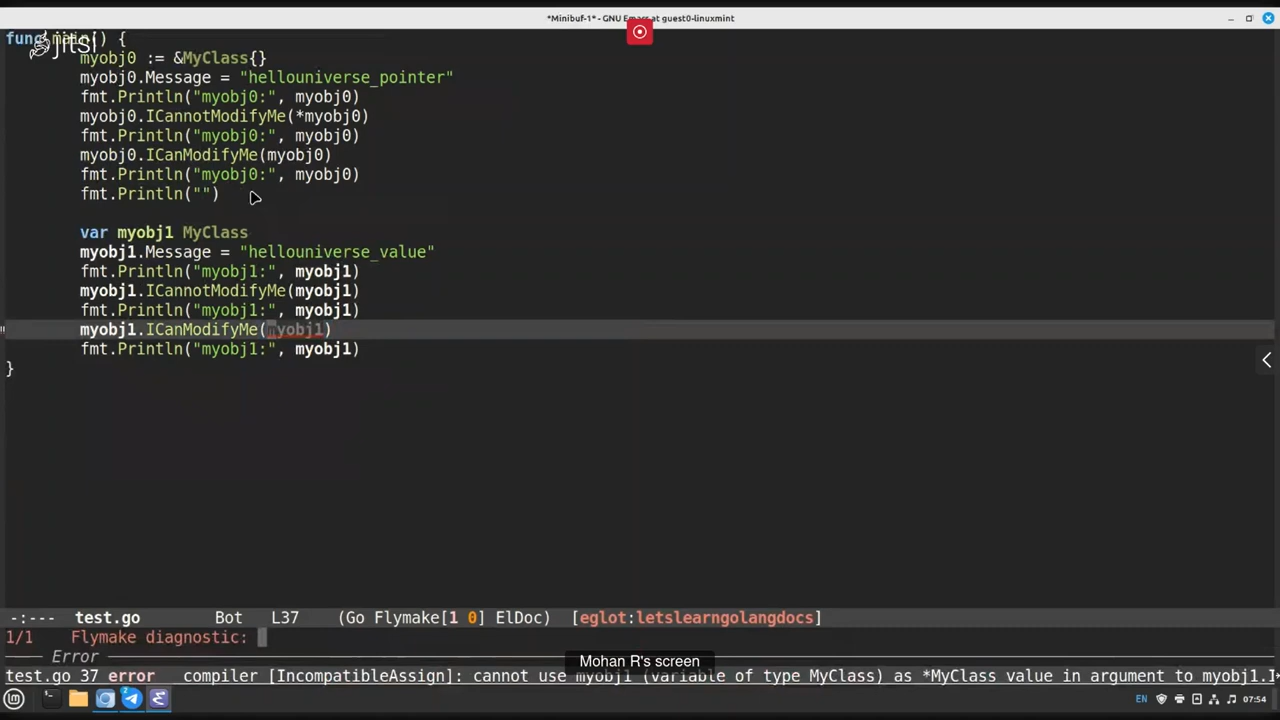 *Minibuf-1* - GNU Emacs at guest0-linuxmint
func main() {
jitsi
myobj0 := &MyClass{}
myobj0.Message = "hellouniverse_pointer"
fmt.Println("myobj0:", myobj0)
myobj0.ICannotModifyMe(*myobj0)
fmt.Println("myobj0:", myobj0)
myobj0.ICanModifyMe(myobj0)
fmt.Println("myobj0:", myobj0)
fmt.Println("")
var myobj1 MyClass
myobj1.Message = "hellouniverse_value"
fmt.Println("myobj1:", myobj1)
myobj1.ICannotModifyMe(myobj1)
fmt.Println("myobj1:", myobj1)
myobj1.ICanModifyMe(myobj1)
fmt.Println("myobj1:", myobj1)
}
-:--- test.go Bot L37 (Go Flymake[1 0] ElDoc) [eglot:letslearngolangdocs]
1/1 Flymake diagnostic:
Error
Mohan R's screen
test.go 37 error compiler [IncompatibleAssign]: cannot use myobj1 (variable of type MyClass) as *MyClass value in argument to myobj1.I
EN 07:54